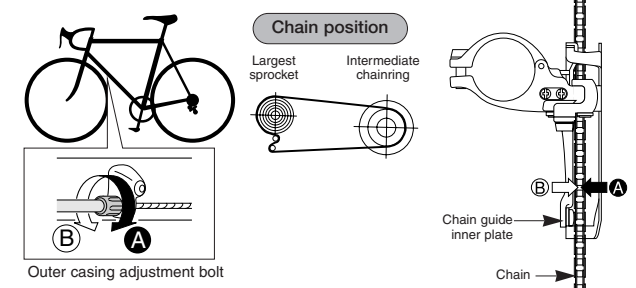 Chain position
Largest
sprocket
Intermediate
chainring
B
A
Outer casing adjustment bolt
B
A
Chain guide
inner plate
Chain